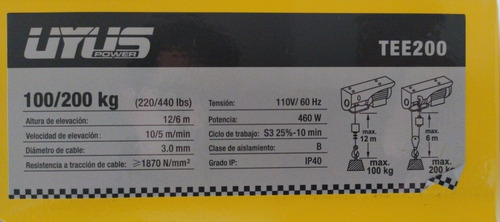 UYUS
POWER
TEE200
100/200 kg (220/440 lbs)
Altura de elevación: 12/6 m
Velocidad de elevación: 10/5 m/min
Diámetro de cable: 3.0 mm
Resistencia a tracción de cable: ≥1870 N/mm²
Tensión: 110V/ 60 Hz
Potencia: 460 W
Ciclo de trabajo: S3 25%-10 min
Clase de aislamiento: B
Grado IP: IP40
max.
12 m
max.
100 kg
max.
6 m
max.
200 k